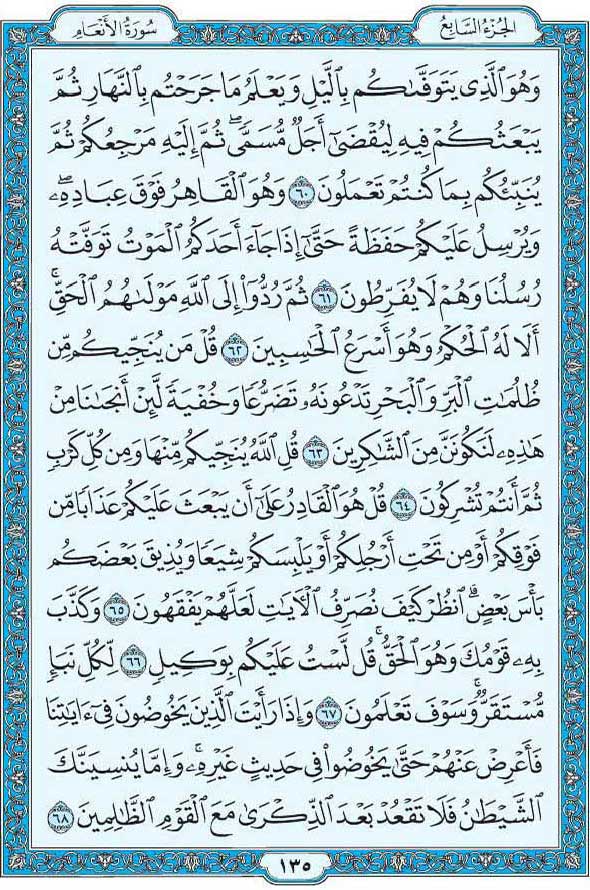 الجُزْءُ السَّابِعُ
سُورَةُ الأَنْعَامِ
وَهُوَ ٱلَّذِى يَتَوَفَّىٰكُم بِٱلَّيْلِ وَيَعْلَمُ مَا جَرَحْتُم بِٱلنَّهَارِ ثُمَّ
يَبْعَثُكُمْ فِيهِ لِيُقْضَىٰٓ أَجَلٌ مُّسَمًّى ۖ ثُمَّ إِلَيْهِ مَرْجِعُكُمْ ثُمَّ
يُنَبِّئُكُم بِمَا كُنتُمْ تَعْمَلُونَ ٦٠ وَهُوَ ٱلْقَاهِرُ فَوْقَ عِبَادِهِۦ ۖ
وَيُرْسِلُ عَلَيْكُمْ حَفَظَةً حَتَّىٰٓ إِذَا جَآءَ أَحَدَكُمُ ٱلْمَوْتُ تَوَفَّتْهُ
رُسُلُنَا وَهُمْ لَا يُفَرِّطُونَ ٦١ ثُمَّ رُدُّوٓا۟ إِلَى ٱللَّهِ مَوْلَىٰهُمُ ٱلْحَقِّ ۚ
أَلَا لَهُ ٱلْحُكْمُ وَهُوَ أَسْرَعُ ٱلْحَـٰسِبِينَ ٦٢ قُلْ مَن يُنَجِّيكُم مِّن
ظُلُمَـٰتِ ٱلْبَرِّ وَٱلْبَحْرِ تَدْعُونَهُۥ تَضَرُّعًا وَخُفْيَةً لَّئِنْ أَنجَىٰنَا مِنْ
هَـٰذِهِۦ لَنَكُونَنَّ مِنَ ٱلشَّـٰكِرِينَ ٦٣ قُلِ ٱللَّهُ يُنَجِّيكُم مِّنْهَا وَمِن كُلِّ كَرْبٍ
ثُمَّ أَنتُمْ تُشْرِكُونَ ٦٤ قُلْ هُوَ ٱلْقَادِرُ عَلَىٰٓ أَن يَبْعَثَ عَلَيْكُمْ عَذَابًا مِّن
فَوْقِكُمْ أَوْ مِن تَحْتِ أَرْجُلِكُمْ أَوْ يَلْبِسَكُمْ شِيَعًا وَيُذِيقَ بَعْضَكُم
بَأْسَ بَعْضٍ ۗ ٱنظُرْ كَيْفَ نُصَرِّفُ ٱلْـَٔايَـٰتِ لَعَلَّهُمْ يَفْقَهُونَ ٦٥ وَكَذَّبَ
بِهِۦ قَوْمُكَ وَهُوَ ٱلْحَقُّ ۚ قُل لَّسْتُ عَلَيْكُم بِوَكِيلٍ ٦٦ لِّكُلِّ نَبَإٍ
مُّسْتَقَرٌّ ۚ وَسَوْفَ تَعْلَمُونَ ٦٧ وَإِذَا رَأَيْتَ ٱلَّذِينَ يَخُوضُونَ فِىٓ ءَايَـٰتِنَا
فَأَعْرِضْ عَنْهُمْ حَتَّىٰ يَخُوضُوا۟ فِى حَدِيثٍ غَيْرِهِۦ ۚ وَإِمَّا يُنسِيَنَّكَ
ٱلشَّيْطَـٰنُ فَلَا تَقْعُدْ بَعْدَ ٱلذِّكْرَىٰ مَعَ ٱلْقَوْمِ ٱلظَّـٰلِمِينَ ٦٨
١٣٥